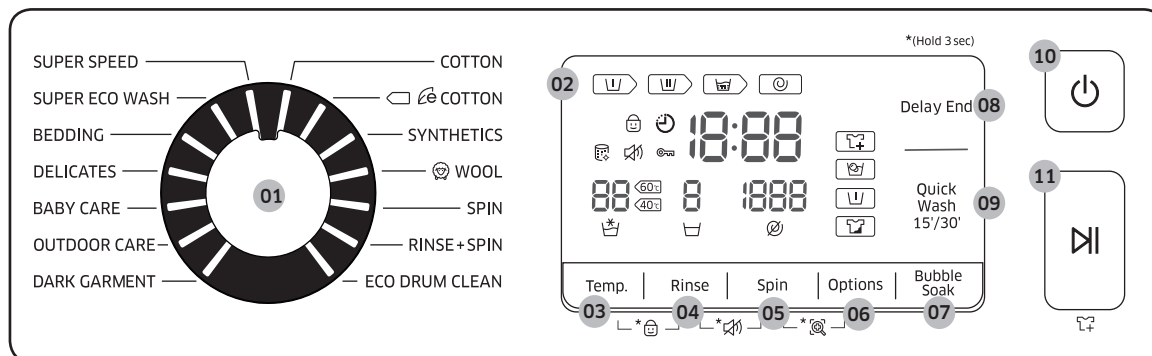 SUPER SPEED
SUPER ECO WASH
BEDDING
DELICATES
BABY CARE
OUTDOOR CARE
DARK GARMENT
01
COTTON
e COTTON
SYNTHETICS
WOOL
SPIN
RINSE+SPIN
ECO DRUM CLEAN
*(Hold 3 sec)
02
18:88
88
60℃
40℃
8
1888
Delay End
08
Quick
Wash
15'/30'
09
Temp.
Rinse
Spin
Options
Bubble
Soak
03
04
05
06
07
*
*
*
10
11